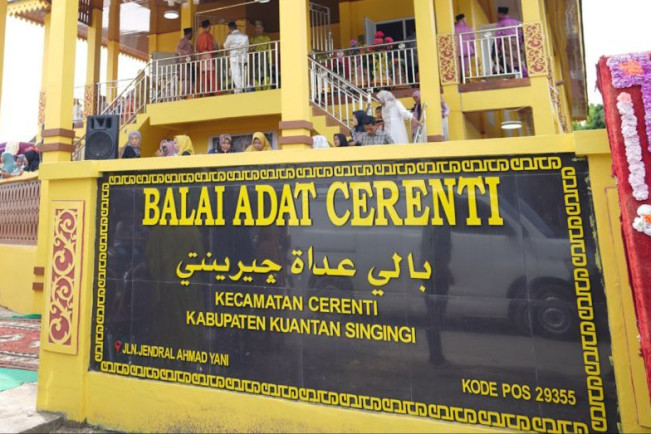 BALAI ADAT CERENTI
بالي عداة چيرينتي
KECAMATAN CERENTI
KABUPATEN KUANTAN SINGINGI
JLN.JENDRAL AHMAD YANI
KODE POS 29355